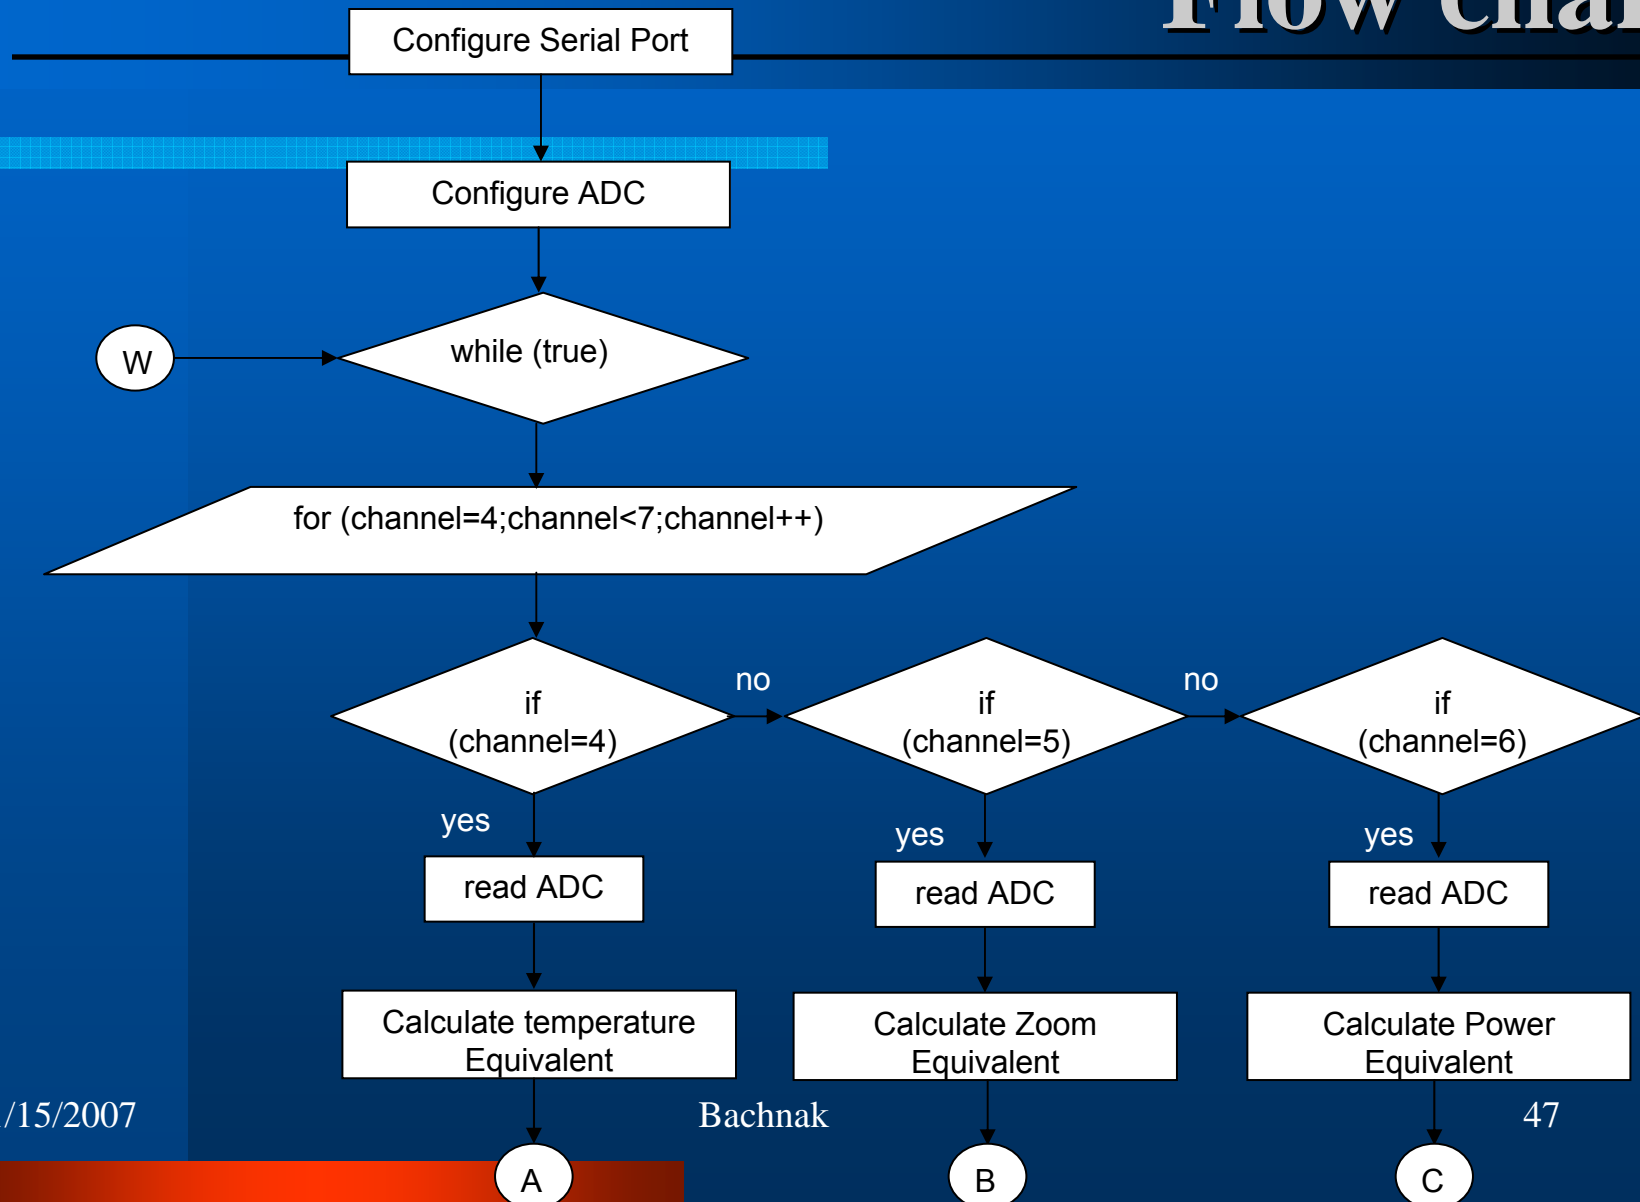 Flow char
Configure Serial Port
Configure ADC
W
while (true)
for (channel=4;channel<7;channel++)
if
(channel=4)
no
if
(channel=5)
no
if
(channel=6)
yes
yes
yes
read ADC
read ADC
read ADC
Calculate temperature
Equivalent
Calculate Zoom
Equivalent
Calculate Power
Equivalent
/15/2007
Bachnak
47
A
B
C